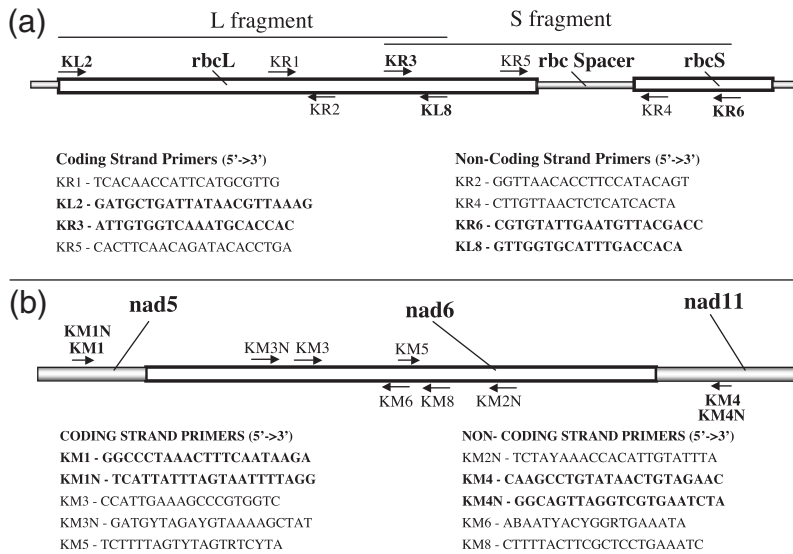 (a)
L fragment
S fragment
KL2 rbcL KR1 KR3 KR5 rbc Spacer rbcS
KR2 KL8 KR4 KR6
Coding Strand Primers (5'->3')
KR1 - TCACAACCATTCATGCGTTG
KL2 - GATGCTGATTATAACGTTAAAG
KR3 - ATTGTGGTCAAATGCACCAC
KR5 - CACTTCAACAGATACACCTGA
Non-Coding Strand Primers (5'->3')
KR2 - GGTTAACACCTTCCATACAGT
KR4 - CTTGTTAACTCTCATCACTA
KR6 - CGTGTATTGAATGTTACGACC
KL8 - GTTGGTGCATTTGACCACA
(b)
nad5 nad6 nad11
KM1N
KM1 KM3N KM3 KM5
KM6 KM8 KM2N KM4
KM4N
CODING STRAND PRIMERS (5'->3')
KM1 - GGCCCTAAACTTTCAATAAGA
KM1N - TCATTATTTAGTAATTTTAGG
KM3 - CCATTGAAAGCCCGTGGTC
KM3N - GATGYTAGAYGTAAAAGCTAT
KM5 - TCTTTTAGTYTAGTRTCYTA
NON- CODING STRAND PRIMERS (5'->3')
KM2N - TCTAYAAACCACATTGTATTTA
KM4 - CAAGCCTGTATAACTGTAGAAC
KM4N - GGCAGTTAGGTCGTGAATCTA
KM6 - ABAATYACYGGRTGAAATA
KM8 - CTTTTACTTCGCTCCTGAAATC